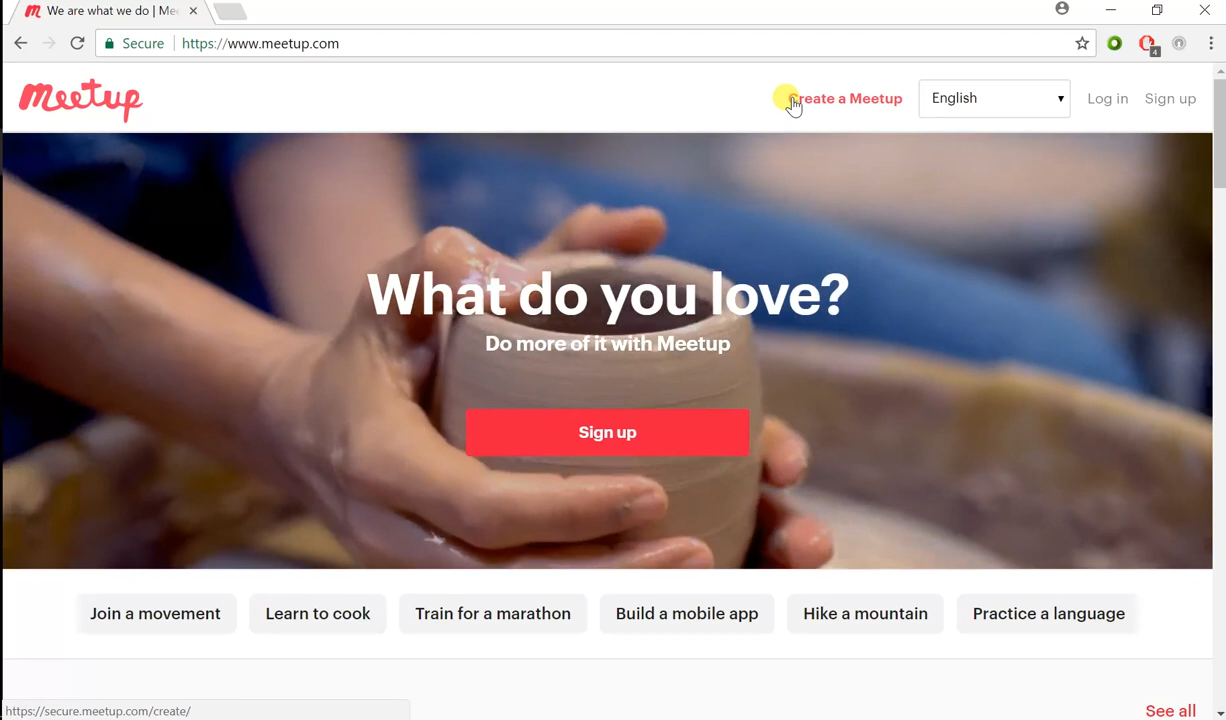 We are what we do | Me
Secure https://www.meetup.com
4
Meetup
Create a Meetup
English
Log in
Sign up
What do you love?
Do more of it with Meetup
Sign up
Join a movement
Learn to cook
Train for a marathon
Build a mobile app
Hike a mountain
Practice a language
https://secure.meetup.com/create/
See all